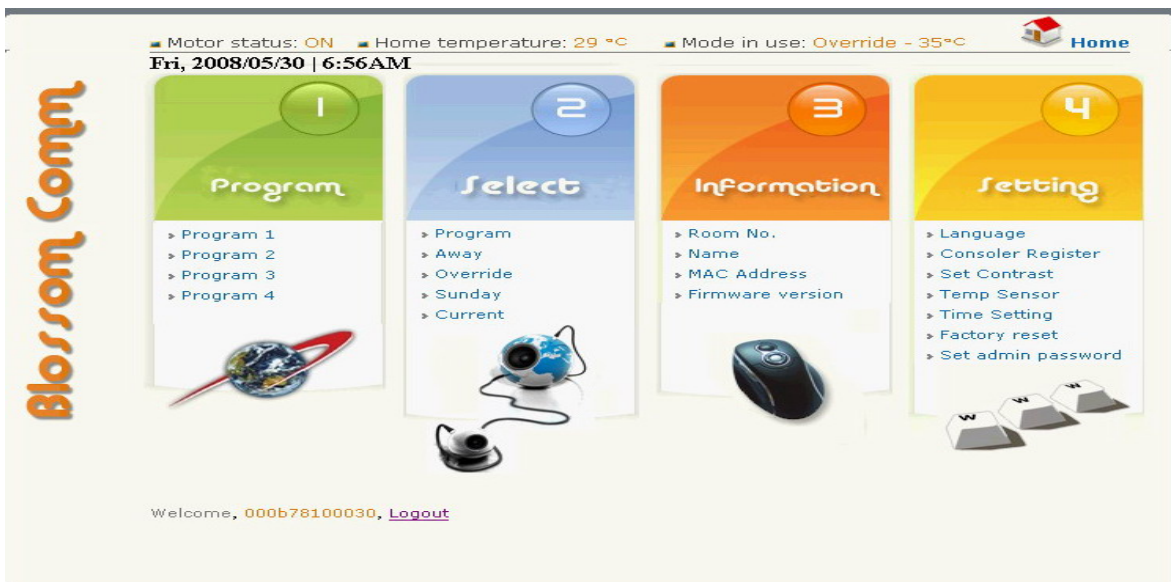 Motor status: ON Home temperature: 29 °C Mode in use: Override - 35°C Home
Fri, 2008/05/30 | 6:56AM
Blossom Comm
1
Program
Program 1
Program 2
Program 3
Program 4
2
Select
Program
Away
Override
Sunday
Current
3
Information
Room No.
Name
MAC Address
Firmware version
4
Setting
Language
Consoler Register
Set Contrast
Temp Sensor
Time Setting
Factory reset
Set admin password
W W W
Welcome, 000b78100030, Logout